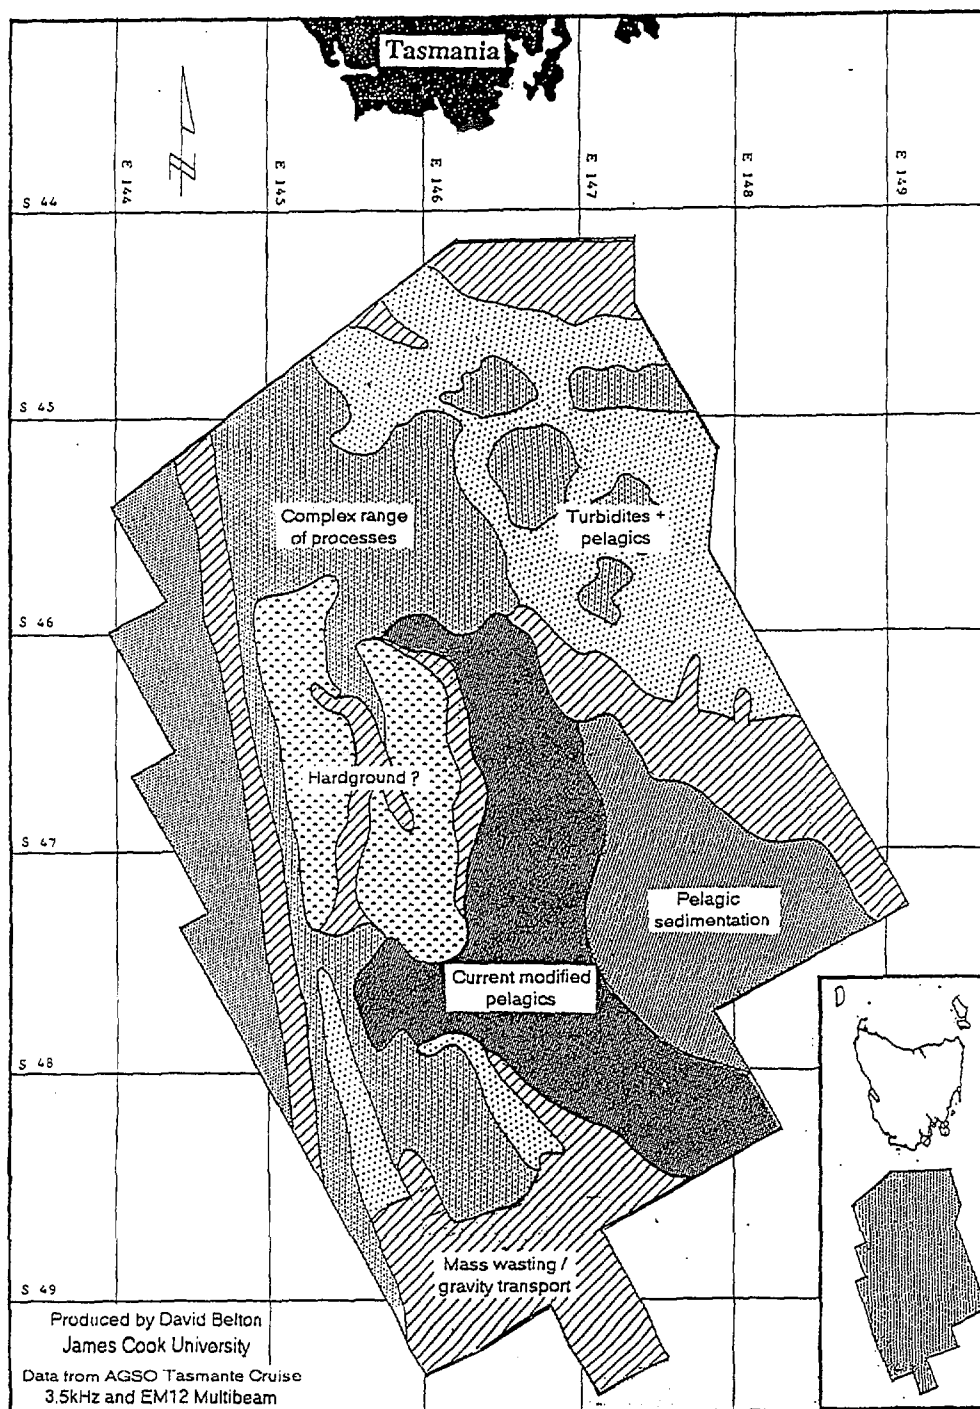 Tasmania
E 144
E 145
E 146
E 147
E 148
E 149
S 44
S 45
Complex range
of processes
Turbidites +
pelagics
S 46
Hardground ?
S 47
Pelagic
sedimentation
Current modified
pelagics
S 48
Mass wasting /
gravity transport
S 49
Produced by David Belton
James Cook University
Data from AGSO Tasmante Cruise
3.5kHz and EM12 Multibeam